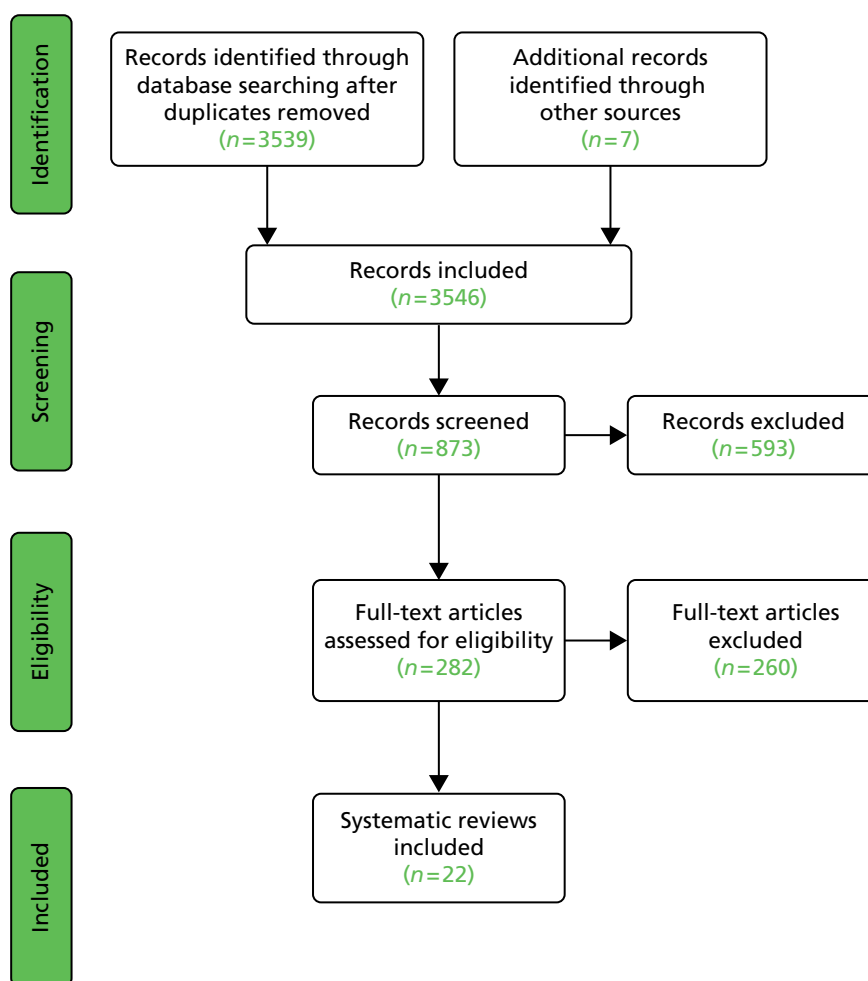 Identification
Records identified through
database searching after
duplicates removed
(n=3539)
Additional records
identified through
other sources
(n=7)
Screening
Records included
(n=3546)
Records screened
(n=873)
Records excluded
(n=593)
Eligibility
Full-text articles
assessed for eligibility
(n=282)
Full-text articles
excluded
(n=260)
Included
Systematic reviews
included
(n=22)